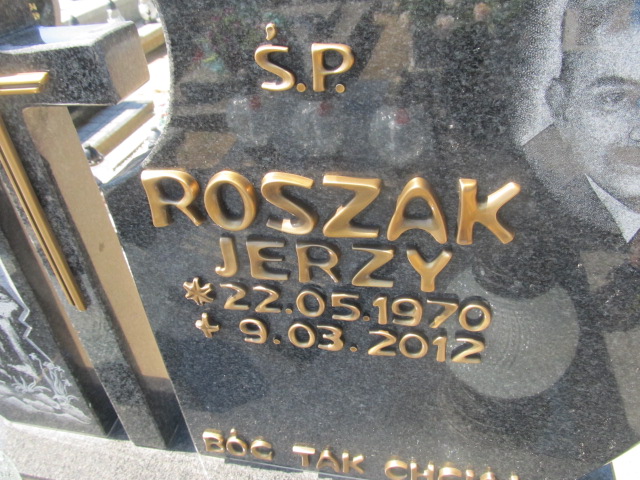 Ś.P.
ROSZAK
JERZY
* 22.05.1970
✝ 9.03.2012
BÓG TAK